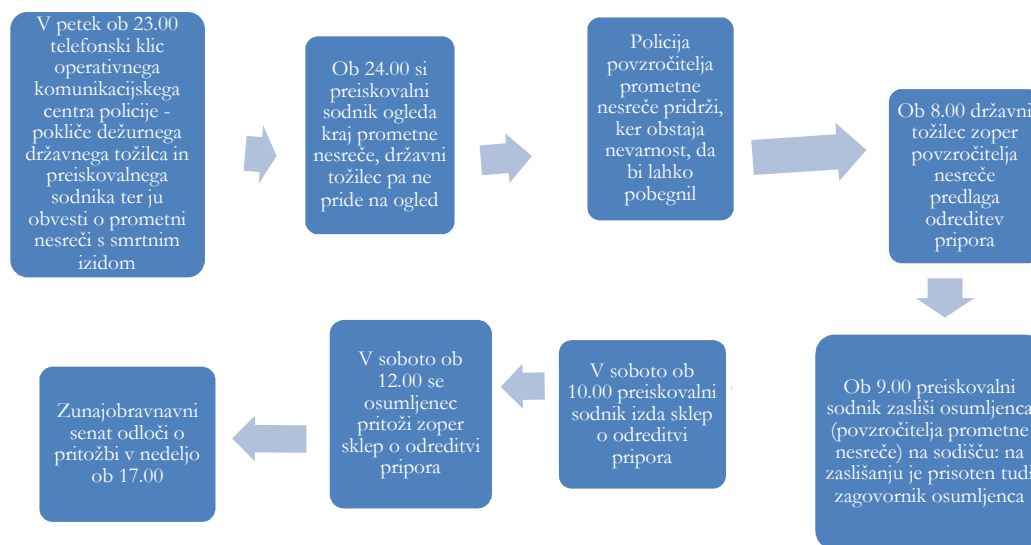 V petek ob 23.00
telefonski klic
operativnega
komunikacijskega
centra policije -
pokliče dežurnega
državnega tožilca in
preiskovalnega
sodnika ter ju
obvesti o prometni
nesreči s smrtnim
izidom
Ob 24.00 si
preiskovalni
sodnik ogleda
kraj prometne
nesreče, državni
tožilec pa ne
pride na ogled
Policija
povzročitelja
prometne
nesreče pridrži,
ker obstaja
nevarnost, da
bi lahko
pobegnil
Ob 8.00 državni
tožilec zoper
povzročitelja
nesreče
predlaga
odreditev
pripora
Ob 9.00 preiskovalni
sodnik zasliši osumljenca
(povzročitelja prometne
nesreče) na sodišču: na
zaslišanju je prisoten tudi
zagovornik osumljenca
V soboto ob
10.00 preiskovalni
sodnik izda sklep
o odreditvi
pripora
V soboto ob
12.00 se
osumljenec
pritoži zoper
sklep o odreditvi
pripora
Zunajobravnavni
senat odloči o
pritožbi v nedeljo
ob 17.00